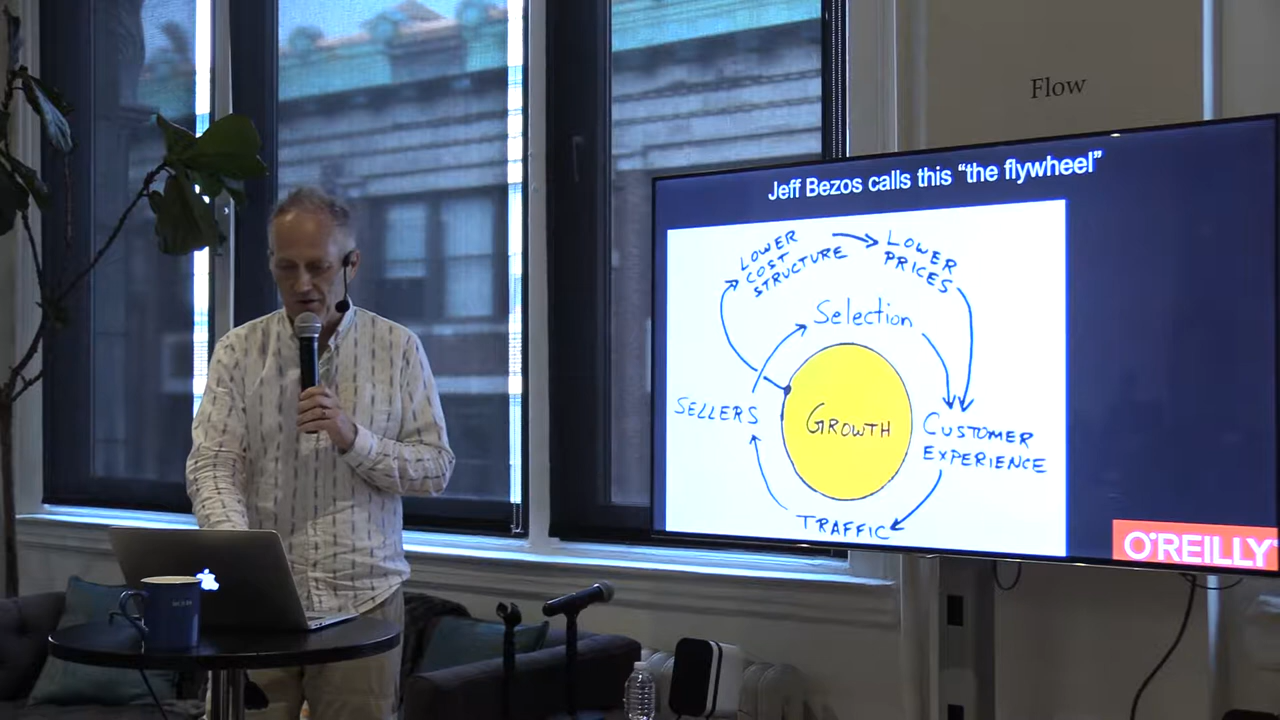 Flow
Jeff Bezos calls this “the flywheel”
LOWER
COST
STRUCTURE
LOWER
PRICES
Selection
SELLERS
GROWTH
CUSTOMER
EXPERIENCE
TRAFFIC
O'REILLY